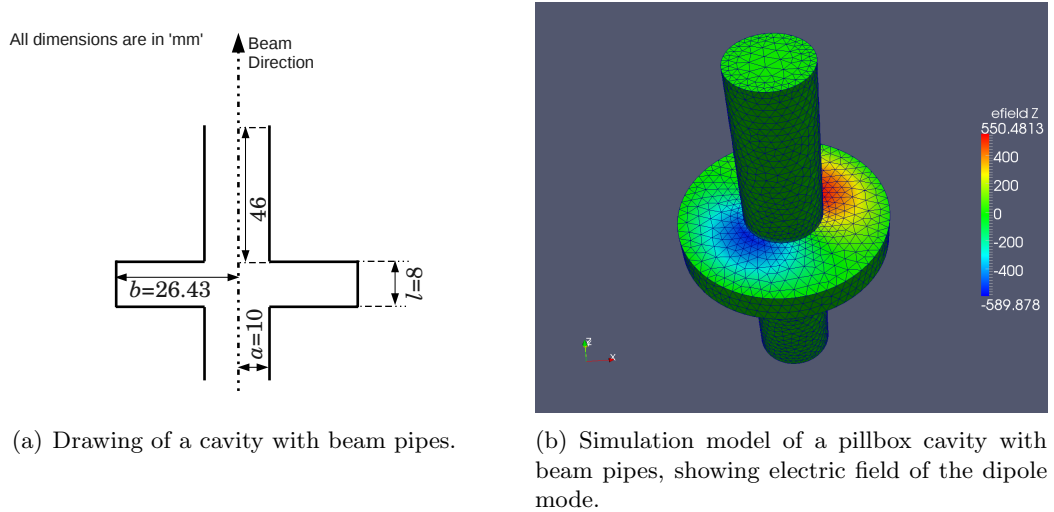 All dimensions are in 'mm'
Beam
Direction
46
b=26.43
l=8
a=10
efield Z
550.4813
400
200
0
-200
-400
-589.878
Z
X
(a) Drawing of a cavity with beam pipes.
(b) Simulation model of a pillbox cavity with
beam pipes, showing electric field of the dipole
mode.